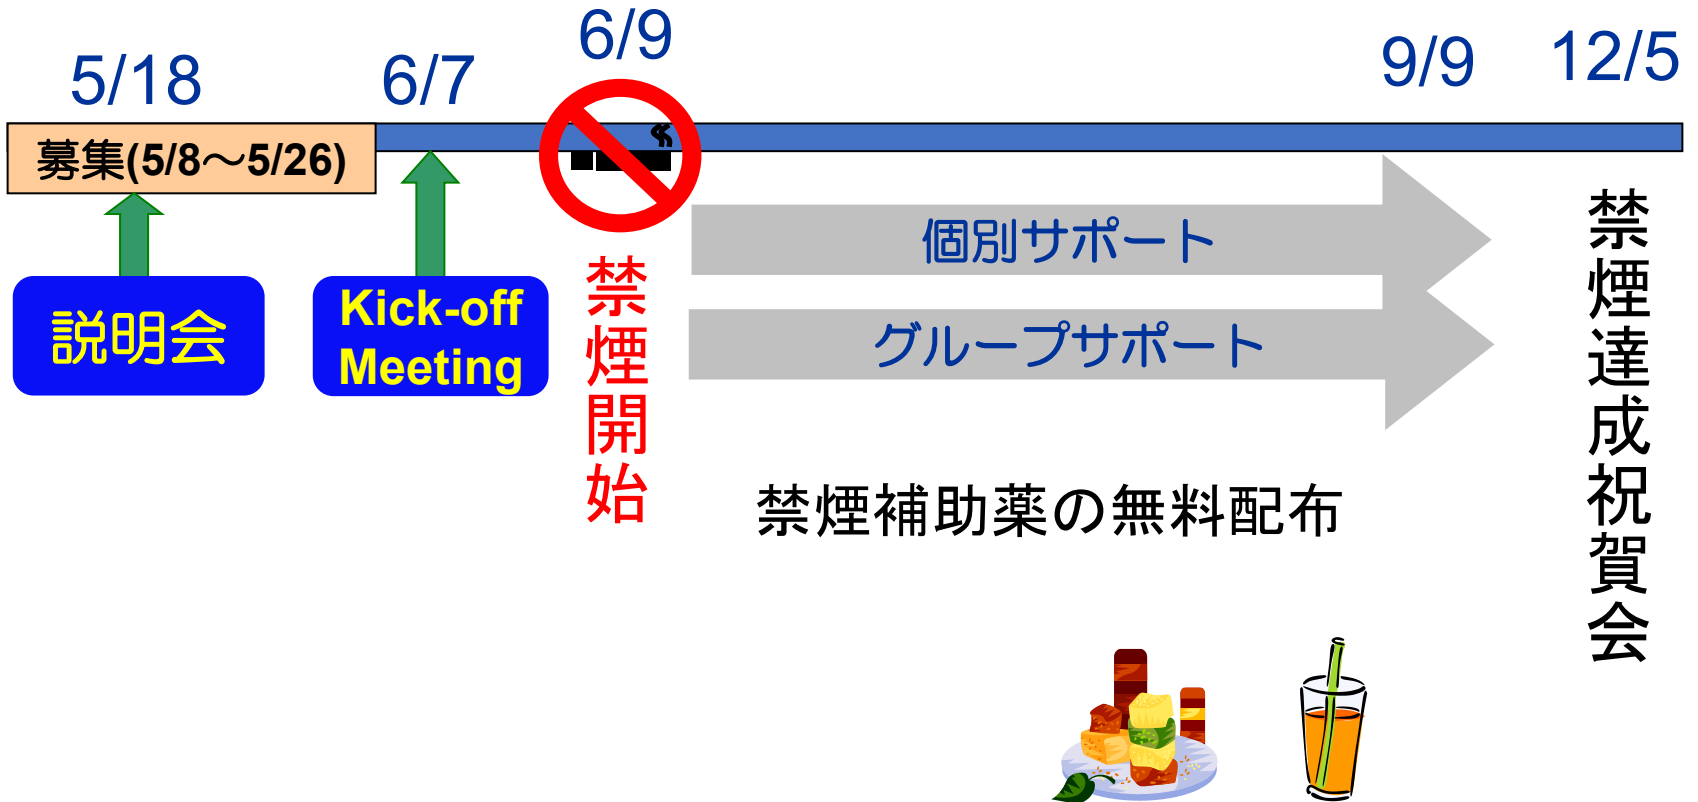 5/18
6/7
6/9
9/9
12/5
募集(5/8～5/26)
説明会
Kick-off
Meeting
禁煙開始
個別サポート
グループサポート
禁煙補助薬の無料配布
禁煙達成祝賀会